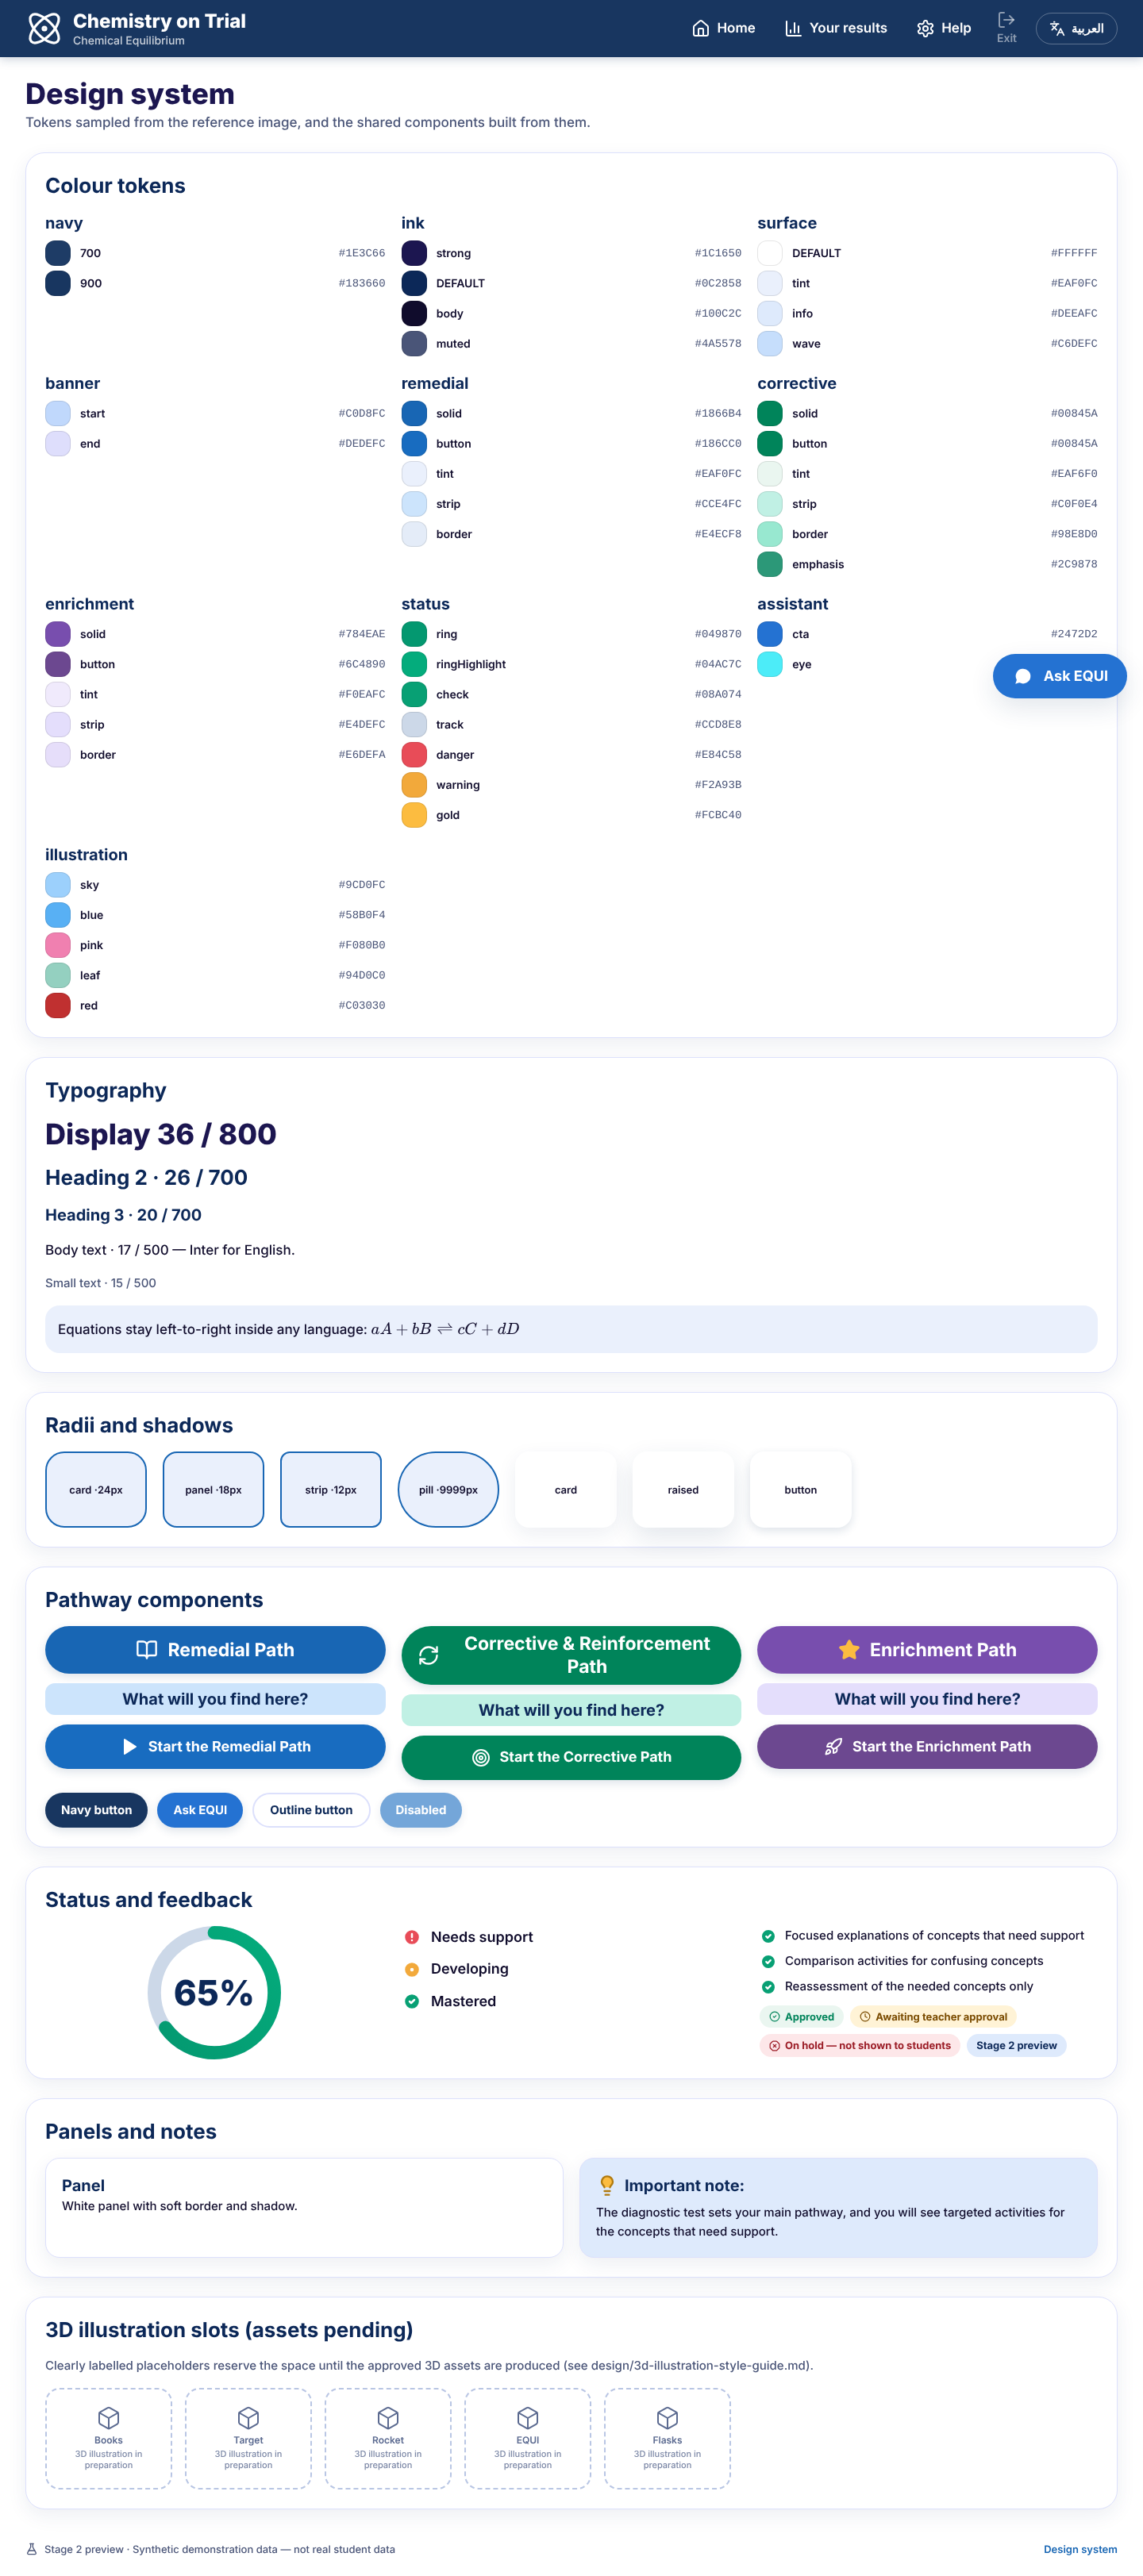 Chemistry on Trial
Chemical Equilibrium
Home
Your results
Help
Exit
العربية
Design system
Tokens sampled from the reference image, and the shared components built from them.
Colour tokens
navy
700 #1E3C66
900 #183660
ink
strong #1C1650
DEFAULT #0C2858
body #100C2C
muted #4A5578
surface
DEFAULT #FFFFFF
tint #EAF0FC
info #DEEAFC
wave #C6DEFC
banner
start #C0D8FC
end #DEDEFC
remedial
solid #1866B4
button #186CC0
tint #EAF0FC
strip #CCE4FC
border #E4ECF8
corrective
solid #00845A
button #00845A
tint #EAF6F0
strip #C0F0E4
border #98E8D0
emphasis #2C9878
enrichment
solid #784EAE
button #6C4890
tint #F0EAFC
strip #E4DEFC
border #E6DEFA
status
ring #049870
ringHighlight #04AC7C
check #08A074
track #CCD8E8
danger #E84C58
warning #F2A93B
gold #FCBC40
assistant
cta #2472D2
eye
Ask EQUI
illustration
sky #9CD0FC
blue #58B0F4
pink #F080B0
leaf #94D0C0
red #C03030
Typography
Display 36 / 800
Heading 2 · 26 / 700
Heading 3 · 20 / 700
Body text · 17 / 500 — Inter for English.
Small text · 15 / 500
Equations stay left-to-right inside any language: aA + bB ⇌ cC + dD
Radii and shadows
card ·24px
panel ·18px
strip ·12px
pill ·9999px
card
raised
button
Pathway components
Remedial Path
What will you find here?
Start the Remedial Path
Corrective & Reinforcement
Path
What will you find here?
Start the Corrective Path
Enrichment Path
What will you find here?
Start the Enrichment Path
Navy button
Ask EQUI
Outline button
Disabled
Status and feedback
65%
Needs support
Developing
Mastered
Focused explanations of concepts that need support
Comparison activities for confusing concepts
Reassessment of the needed concepts only
Approved
Awaiting teacher approval
On hold — not shown to students
Stage 2 preview
Panels and notes
Panel
White panel with soft border and shadow.
Important note:
The diagnostic test sets your main pathway, and you will see targeted activities for
the concepts that need support.
3D illustration slots (assets pending)
Clearly labelled placeholders reserve the space until the approved 3D assets are produced (see design/3d-illustration-style-guide.md).
Books
3D illustration in
preparation
Target
3D illustration in
preparation
Rocket
3D illustration in
preparation
EQUI
3D illustration in
preparation
Flasks
3D illustration in
preparation
Stage 2 preview · Synthetic demonstration data — not real student data
Design system